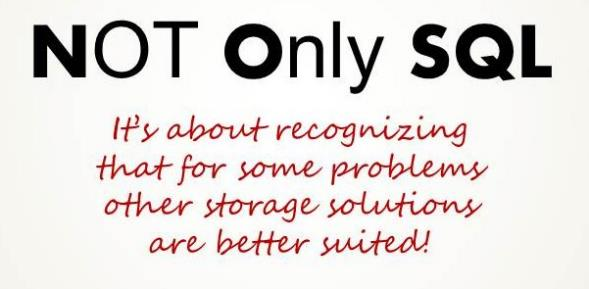 NOT Only SQL
It's about recognizing
that for some problems
other storage solutions
are better suited!